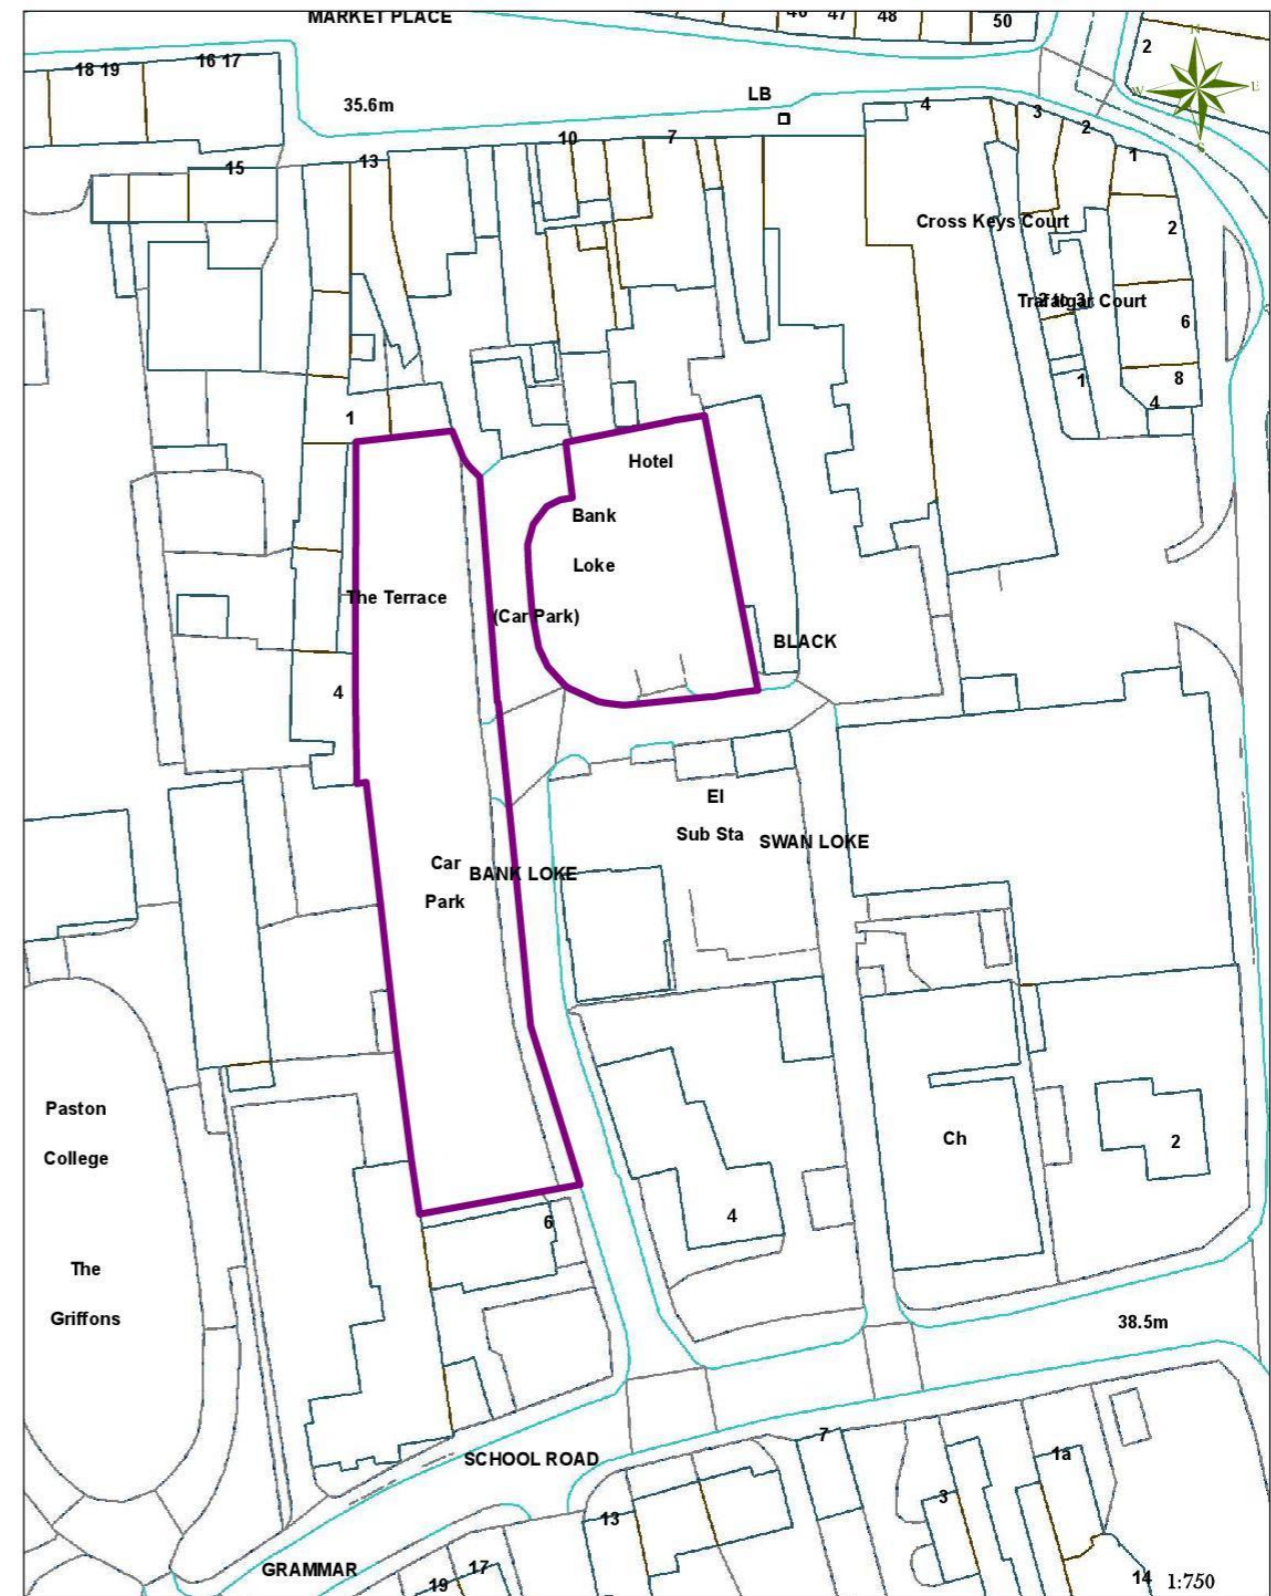 MARKET PLACE
46 47 48
50
2
N
W E
S
18 19
16 17
35.6m
LB
4
3
2
1
10
7
13
15
Cross Keys Court
2
Trafalgar Court
6
1
8
4
1
Hotel
Bank
Loke
The Terrace
(Car Park)
BLACK
4
El
Sub Sta
SWAN LOKE
Car
BANK LOKE
Park
Paston
College
Ch
2
4
6
The
Griffons
38.5m
SCHOOL ROAD
7
1a
3
13
GRAMMAR
17
19
14
1:750